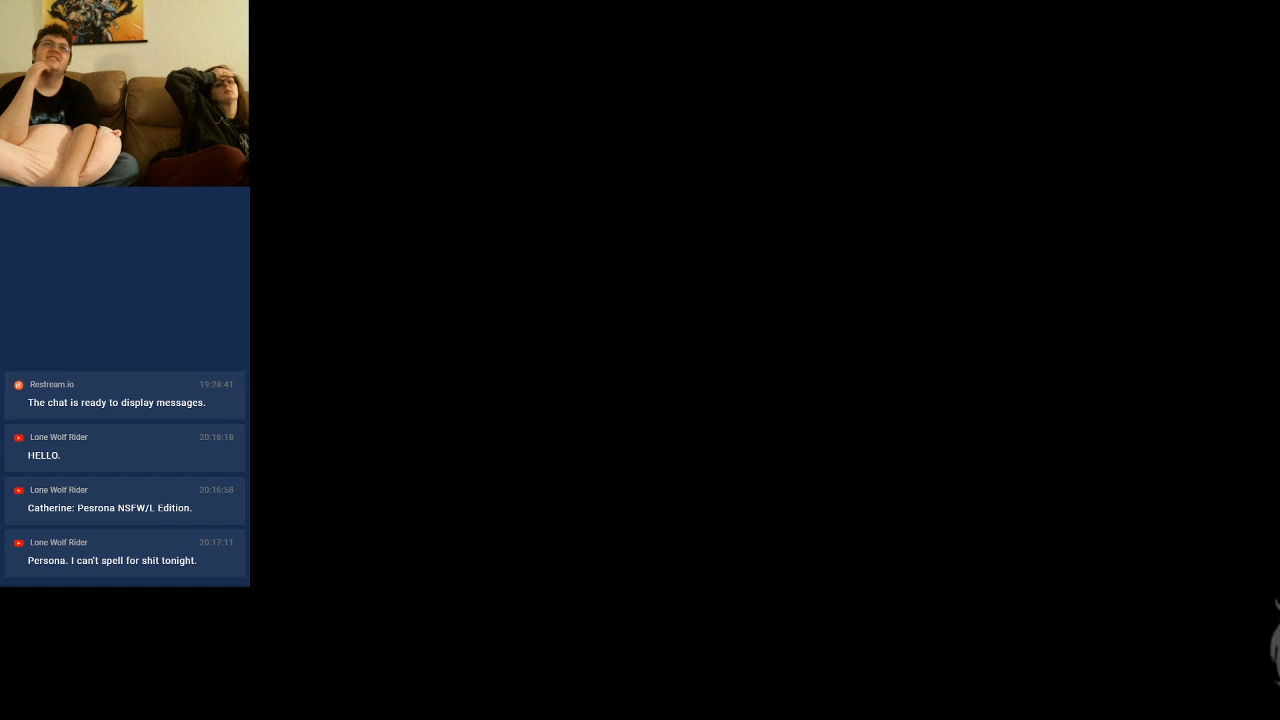 Restream.io 19:28:41
The chat is ready to display messages.
Lone Wolf Rider 20:16:18
HELLO.
Lone Wolf Rider 20:16:58
Catherine: Pesrona NSFW/L Edition.
Lone Wolf Rider 20:17:11
Persona. I can't spell for shit tonight.